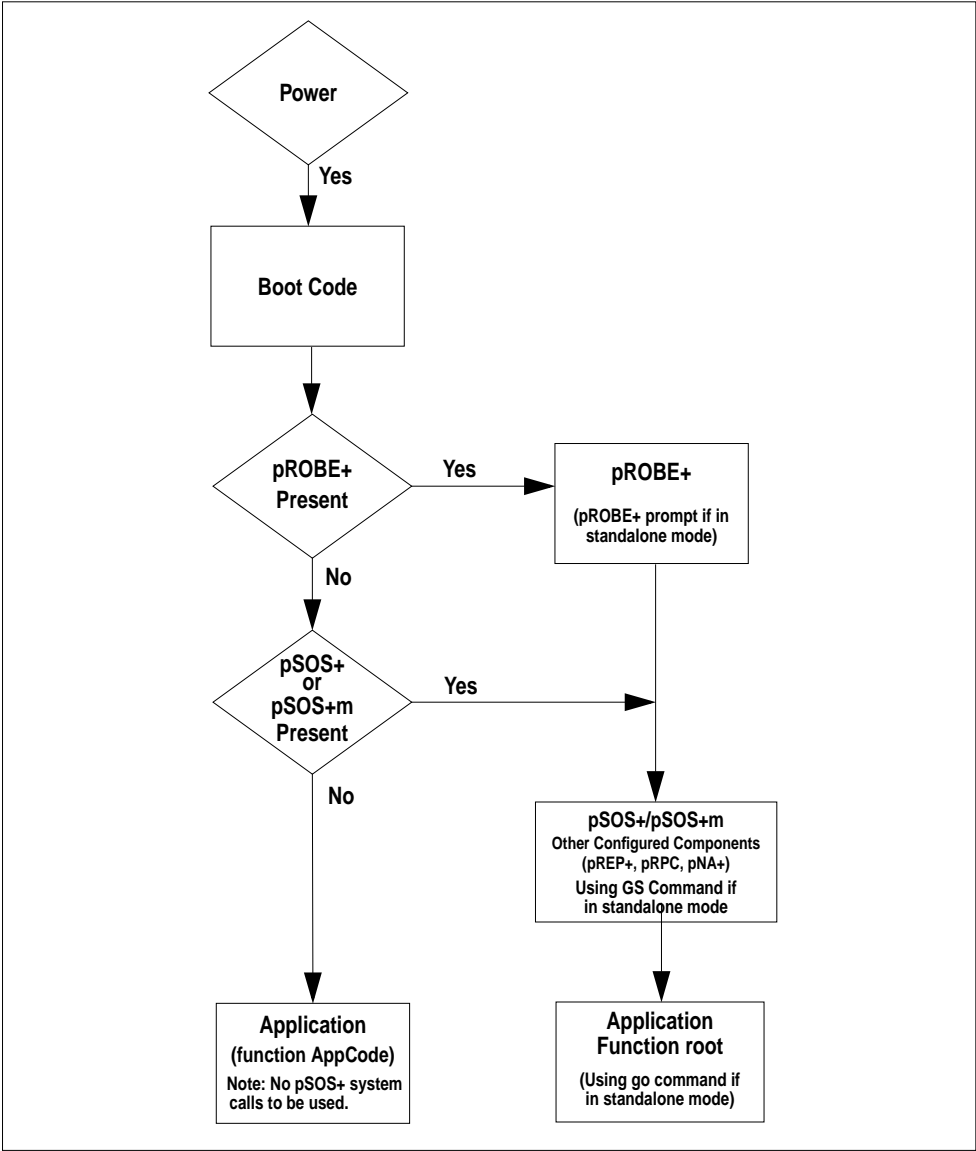 Power
Yes
Boot Code
pROBE+
Present
Yes
pROBE+
(pROBE+ prompt if in
standalone mode)
No
pSOS+
or
pSOS+m
Present
Yes
No
pSOS+/pSOS+m
Other Configured Components
(pREP+, pRPC, pNA+)
Using GS Command if
in standalone mode
Application
(function AppCode)
Note: No pSOS+ system
calls to be used.
Application
Function root
(Using go command if
in standalone mode)